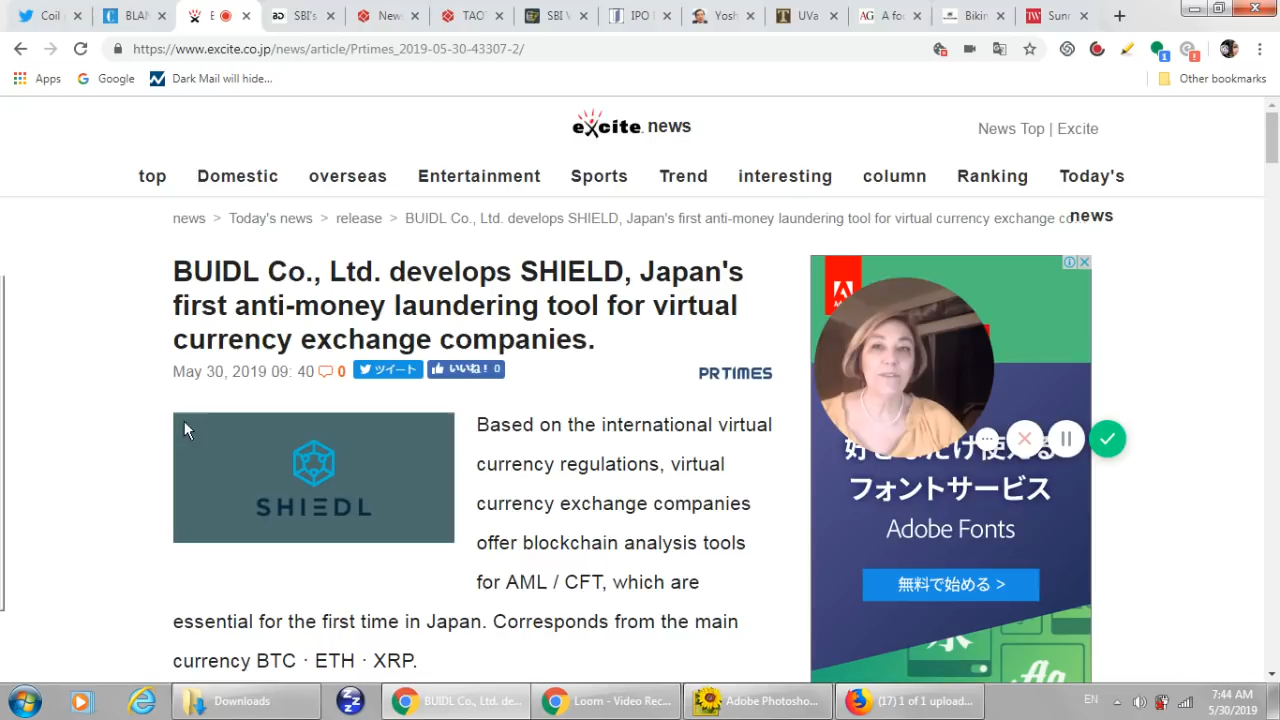 Coil
BLAN
E
SBI's
News
TAO
SBI
IPO
Yosh
UVa
A fo
Bikin
Sunr
https://www.excite.co.jp/news/article/Prtimes_2019-05-30-43307-2/
Apps Google Dark Mail will hide... Other bookmarks
excite. news
News Top | Excite
top Domestic overseas Entertainment Sports Trend interesting column Ranking Today's
news
news > Today's news > release > BUIDL Co., Ltd. develops SHIELD, Japan's first anti-money laundering tool for virtual currency exchange co...
BUIDL Co., Ltd. develops SHIELD, Japan's
first anti-money laundering tool for virtual
currency exchange companies.
May 30, 2019 09: 40 0 ツイート いいね! 0
PRTIMES
SHIEDL
Based on the international virtual
currency regulations, virtual
currency exchange companies
offer blockchain analysis tools
for AML / CFT, which are
essential for the first time in Japan. Corresponds from the main
currency BTC · ETH · XRP.
フォントサービス
Adobe Fonts
無料で始める >
Downloads
BUIDL Co., Ltd. de...
Loom – Video Rec...
Adobe Photosho...
(17) 1 of 1 upload...
EN
7:44 AM
5/30/2019